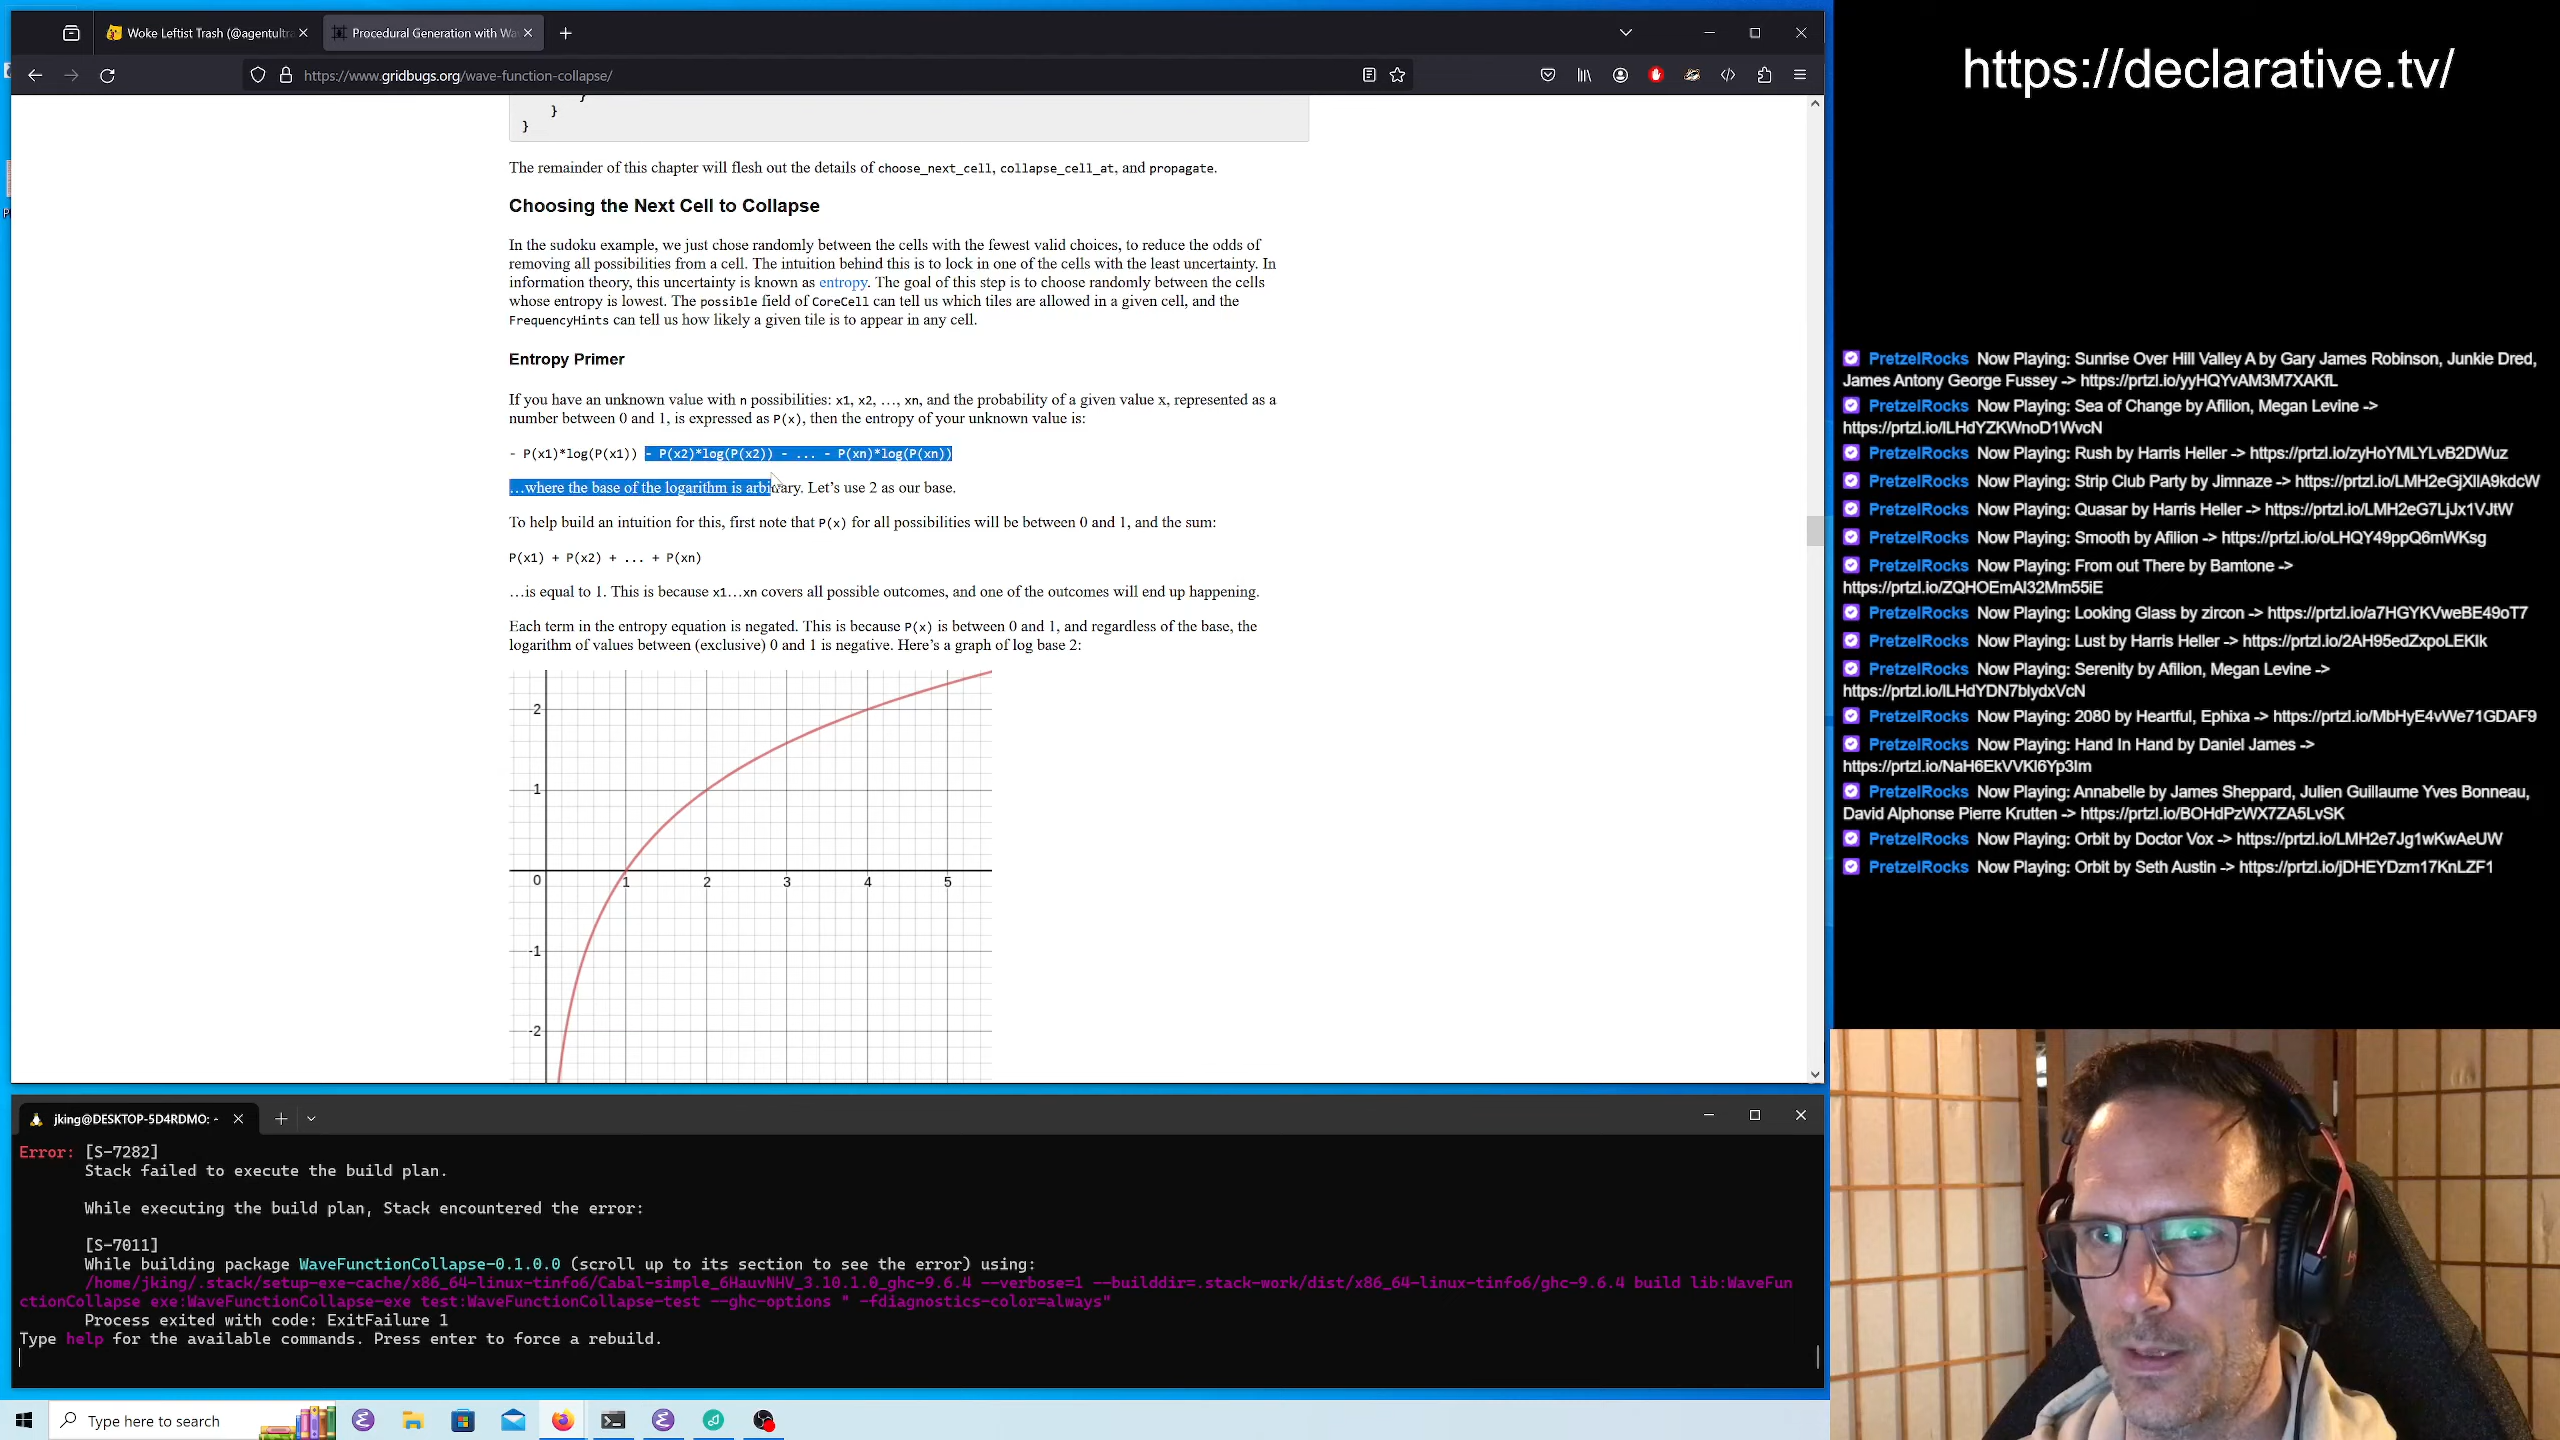 Woke Leftist Trash (@agentultra
Procedural Generation with Wa
https://www.gridbugs.org/wave-function-collapse/
https://declarative.tv/
}
}
The remainder of this chapter will flesh out the details of choose_next_cell, collapse_cell_at, and propagate.
Choosing the Next Cell to Collapse
In the sudoku example, we just chose randomly between the cells with the fewest valid choices, to reduce the odds of
removing all possibilities from a cell. The intuition behind this is to lock in one of the cells with the least uncertainty. In
information theory, this uncertainty is known as entropy. The goal of this step is to choose randomly between the cells
whose entropy is lowest. The possible field of CoreCell can tell us which tiles are allowed in a given cell, and the
FrequencyHints can tell us how likely a given tile is to appear in any cell.
Entropy Primer
If you have an unknown value with n possibilities: x1, x2, …, xn, and the probability of a given value x, represented as a
number between 0 and 1, is expressed as P(x), then the entropy of your unknown value is:
- P(x1)*log(P(x1)) - P(x2)*log(P(x2)) - ... - P(xn)*log(P(xn))
…where the base of the logarithm is arbitrary. Let’s use 2 as our base.
To help build an intuition for this, first note that P(x) for all possibilities will be between 0 and 1, and the sum:
P(x1) + P(x2) + ... + P(xn)
…is equal to 1. This is because x1...xn covers all possible outcomes, and one of the outcomes will end up happening.
Each term in the entropy equation is negated. This is because P(x) is between 0 and 1, and regardless of the base, the
logarithm of values between (exclusive) 0 and 1 is negative. Here’s a graph of log base 2:
2
1
0 1 2 3 4 5
-1
-2
PretzelRocks Now Playing: Sunrise Over Hill Valley A by Gary James Robinson, Junkie Dred,
James Antony George Fussey -> https://prtzl.io/yyHQYvAM3M7XAKfL
PretzelRocks Now Playing: Sea of Change by Afilion, Megan Levine ->
https://prtzl.io/lLHdYZKWnoD1WvcN
PretzelRocks Now Playing: Rush by Harris Heller -> https://prtzl.io/zyHoYMLYLvB2DWuz
PretzelRocks Now Playing: Strip Club Party by Jimnaze -> https://prtzl.io/LMH2eGjXllA9kdcW
PretzelRocks Now Playing: Quasar by Harris Heller -> https://prtzl.io/LMH2eG7LjJx1VJtW
PretzelRocks Now Playing: Smooth by Afilion -> https://prtzl.io/oLHQY49ppQ6mWKsg
PretzelRocks Now Playing: From out There by Bamtone ->
https://prtzl.io/ZQHOEmAl32Mm55iE
PretzelRocks Now Playing: Looking Glass by zircon -> https://prtzl.io/a7HGYKVweBE49oT7
PretzelRocks Now Playing: Lust by Harris Heller -> https://prtzl.io/2AH95edZxpoLEKlk
PretzelRocks Now Playing: Serenity by Afilion, Megan Levine ->
https://prtzl.io/lLHdYDN7blydxVcN
PretzelRocks Now Playing: 2080 by Heartful, Ephixa -> https://prtzl.io/MbHyE4vWe71GDAF9
PretzelRocks Now Playing: Hand In Hand by Daniel James ->
https://prtzl.io/NaH6EkVVKl6Yp3Im
PretzelRocks Now Playing: Annabelle by James Sheppard, Julien Guillaume Yves Bonneau,
David Alphonse Pierre Krutten -> https://prtzl.io/BOHdPzWX7ZA5LvSK
PretzelRocks Now Playing: Orbit by Doctor Vox -> https://prtzl.io/LMH2e7Jg1wKwAeUW
PretzelRocks Now Playing: Orbit by Seth Austin -> https://prtzl.io/jDHEYDzm17KnLZF1
jking@DESKTOP-5D4RDMO: ~
Error: [S-7282]
Stack failed to execute the build plan.
While executing the build plan, Stack encountered the error:
[S-7011]
While building package WaveFunctionCollapse-0.1.0.0 (scroll up to its section to see the error) using:
/home/jking/.stack/setup-exe-cache/x86_64-linux-tinfo6/Cabal-simple_6HauvNHV_3.10.1.0_ghc-9.6.4 --verbose=1 --builddir=.stack-work/dist/x86_64-linux-tinfo6/ghc-9.6.4 build lib:WaveFun
ctionCollapse exe:WaveFunctionCollapse-exe test:WaveFunctionCollapse-test --ghc-options " -fdiagnostics-color=always"
Process exited with code: ExitFailure 1
Type help for the available commands. Press enter to force a rebuild.
Type here to search